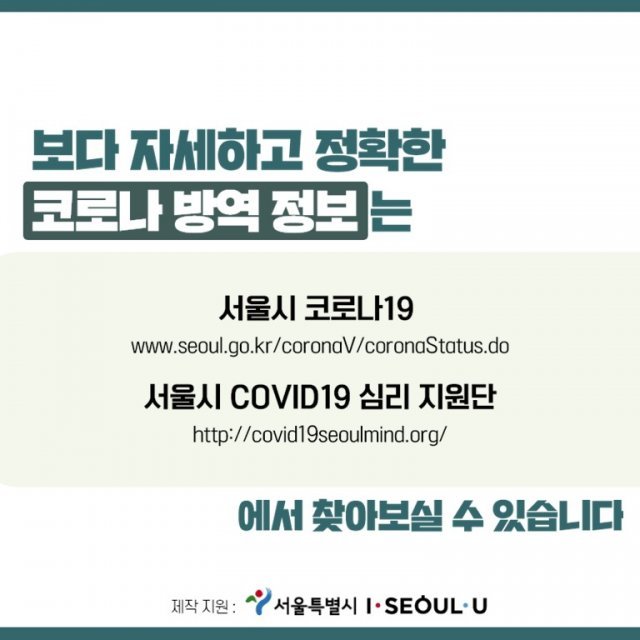 보다 자세하고 정확한
코로나 방역 정보는
서울시 코로나19
www.seoul.go.kr/coronaV/coronaStatus.do
서울시 COVID19 심리 지원단
http://covid19seoulmind.org/
에서 찾아보실 수 있습니다
제작 지원 : 서울특별시 I·SEOUL·U